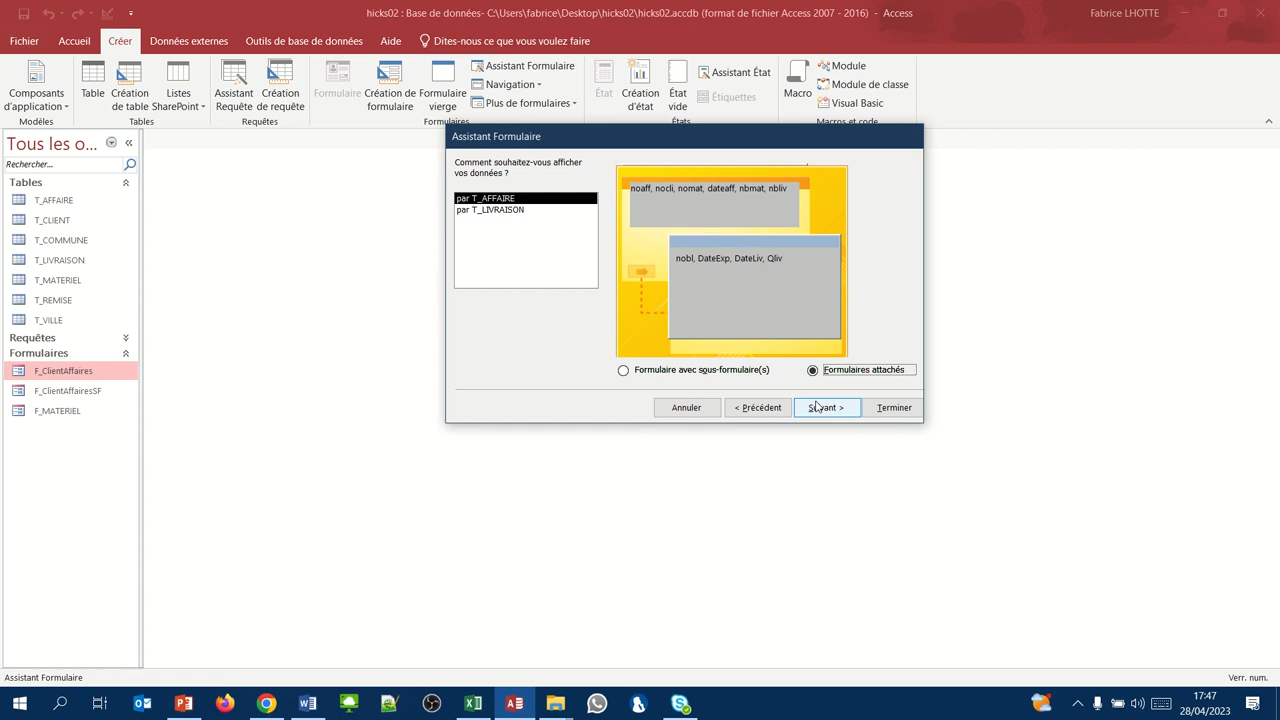 hicks02 : Base de données- C:\Users\fabrice\Desktop\hicks02\hicks02.accdb (format de fichier Access 2007 - 2016) - Access
Fabrice LHOTTE
Fichier
Accueil
Créer
Données externes
Outils de base de données
Aide
Dites-nous ce que vous voulez faire
Composants
d'application
Modèles
Table
Création
de table
Listes
SharePoint
Tables
Assistant
Requête
Création
de requête
Requêtes
Formulaire
Création de
formulaire
Formulaire
vierge
Assistant Formulaire
Navigation
Plus de formulaires
Formulaires
État
Création
d'état
État
vide
Assistant État
Étiquettes
États
Macro
Module
Module de classe
Visual Basic
Macros et code
Tous les o...
Rechercher...
Tables
T_AFFAIRE
T_CLIENT
T_COMMUNE
T_LIVRAISON
T_MATERIEL
T_REMISE
T_VILLE
Requêtes
Formulaires
F_ClientAffaires
F_ClientAffairesSF
F_MATERIEL
Assistant Formulaire
Comment souhaitez-vous afficher
vos données ?
par T_AFFAIRE
par T_LIVRAISON
noaff, nocli, nomat, dateaff, nbmat, nbliv
nobl, DateExp, DateLiv, Qliv
Formulaire avec sous-formulaire(s)
Formulaires attachés
Annuler
< Précédent
Suivant >
Terminer
Assistant Formulaire
Verr. num.
17:47
28/04/2023